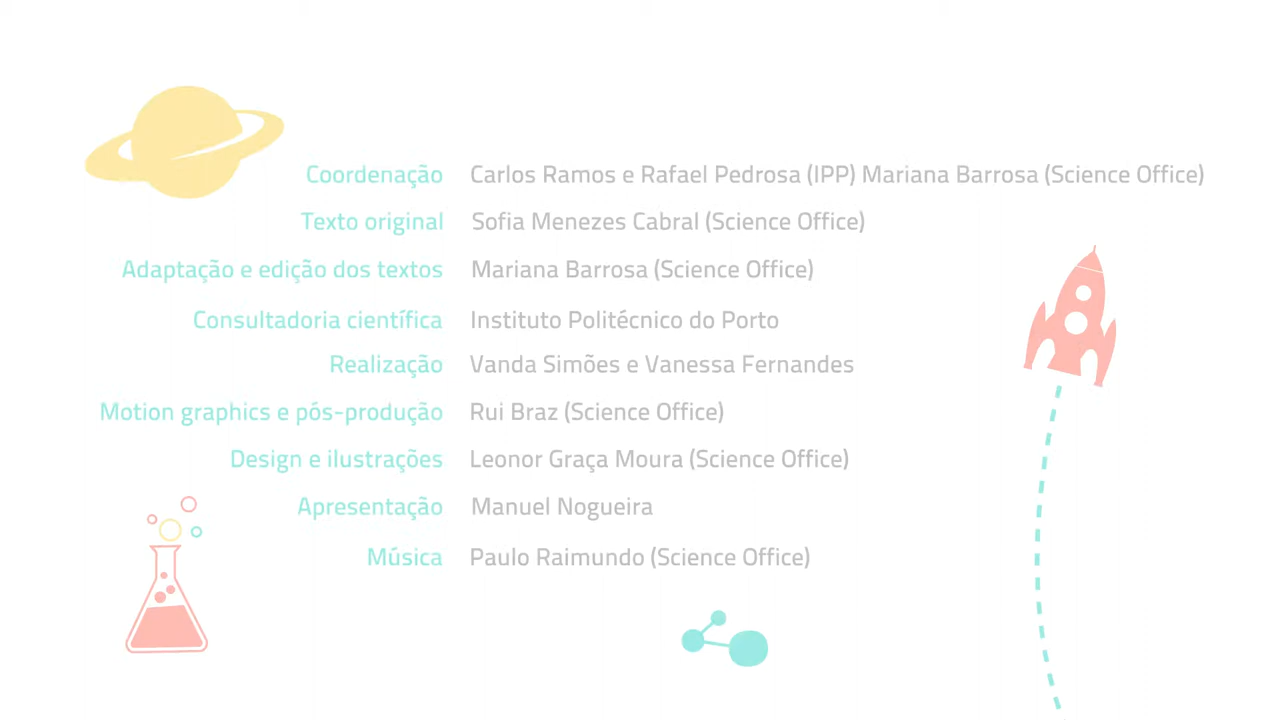 Coordenação Carlos Ramos e Rafael Pedrosa (IPP) Mariana Barrosa (Science Office)
Texto original Sofia Menezes Cabral (Science Office)
Adaptação e edição dos textos Mariana Barrosa (Science Office)
Consultadoria científica Instituto Politécnico do Porto
Realização Vanda Simões e Vanessa Fernandes
Motion graphics e pós-produção Rui Braz (Science Office)
Design e ilustrações Leonor Graça Moura (Science Office)
Apresentação Manuel Nogueira
Música Paulo Raimundo (Science Office)